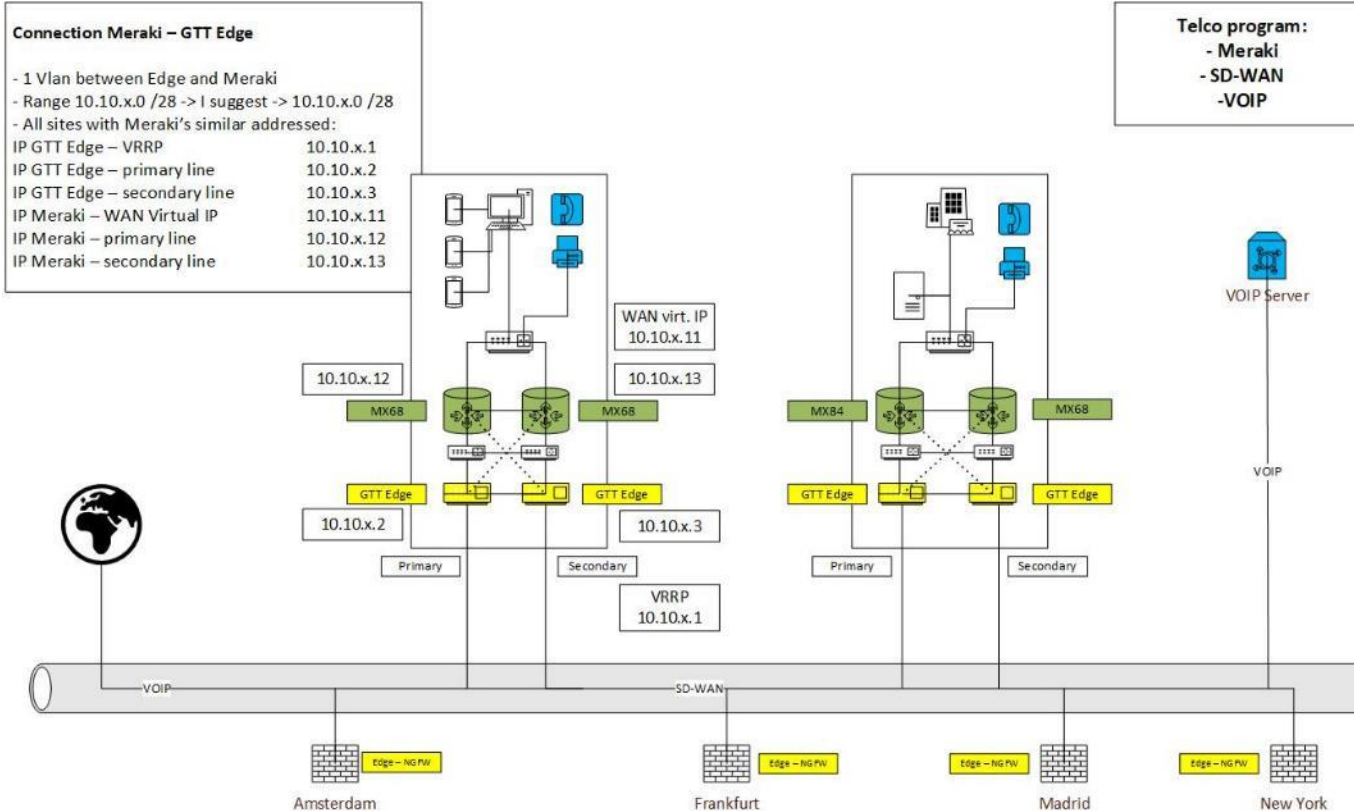 Connection Meraki – GTT Edge
- 1 Vlan between Edge and Meraki
- Range 10.10.x.0 /28 -> I suggest -> 10.10.x.0 /28
- All sites with Meraki's similar addressed:
IP GTT Edge – VRRP 10.10.x.1
IP GTT Edge – primary line 10.10.x.2
IP GTT Edge – secondary line 10.10.x.3
IP Meraki – WAN Virtual IP 10.10.x.11
IP Meraki – primary line 10.10.x.12
IP Meraki – secondary line 10.10.x.13
Telco program:
- Meraki
- SD-WAN
-VOIP
VOIP Server
WAN virt. IP
10.10.x.11
10.10.x.12
10.10.x.13
MX68
MX68
MX84
MX68
VOIP
GTT Edge
GTT Edge
GTT Edge
GTT Edge
10.10.x.2
10.10.x.3
Primary
Secondary
Primary
Secondary
VRRP
10.10.x.1
VOIP
SD-WAN
Edge – NGFW
Edge – NGFW
Edge – NGFW
Edge – NGFW
Amsterdam
Frankfurt
Madrid
New York